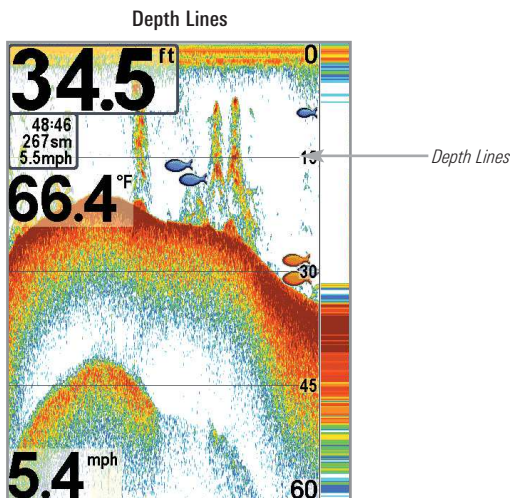 Depth Lines
34.5 ft
0
48:46
267sm
5.5mph
15
Depth Lines
66.4 °F
30
45
5.4 mph
60